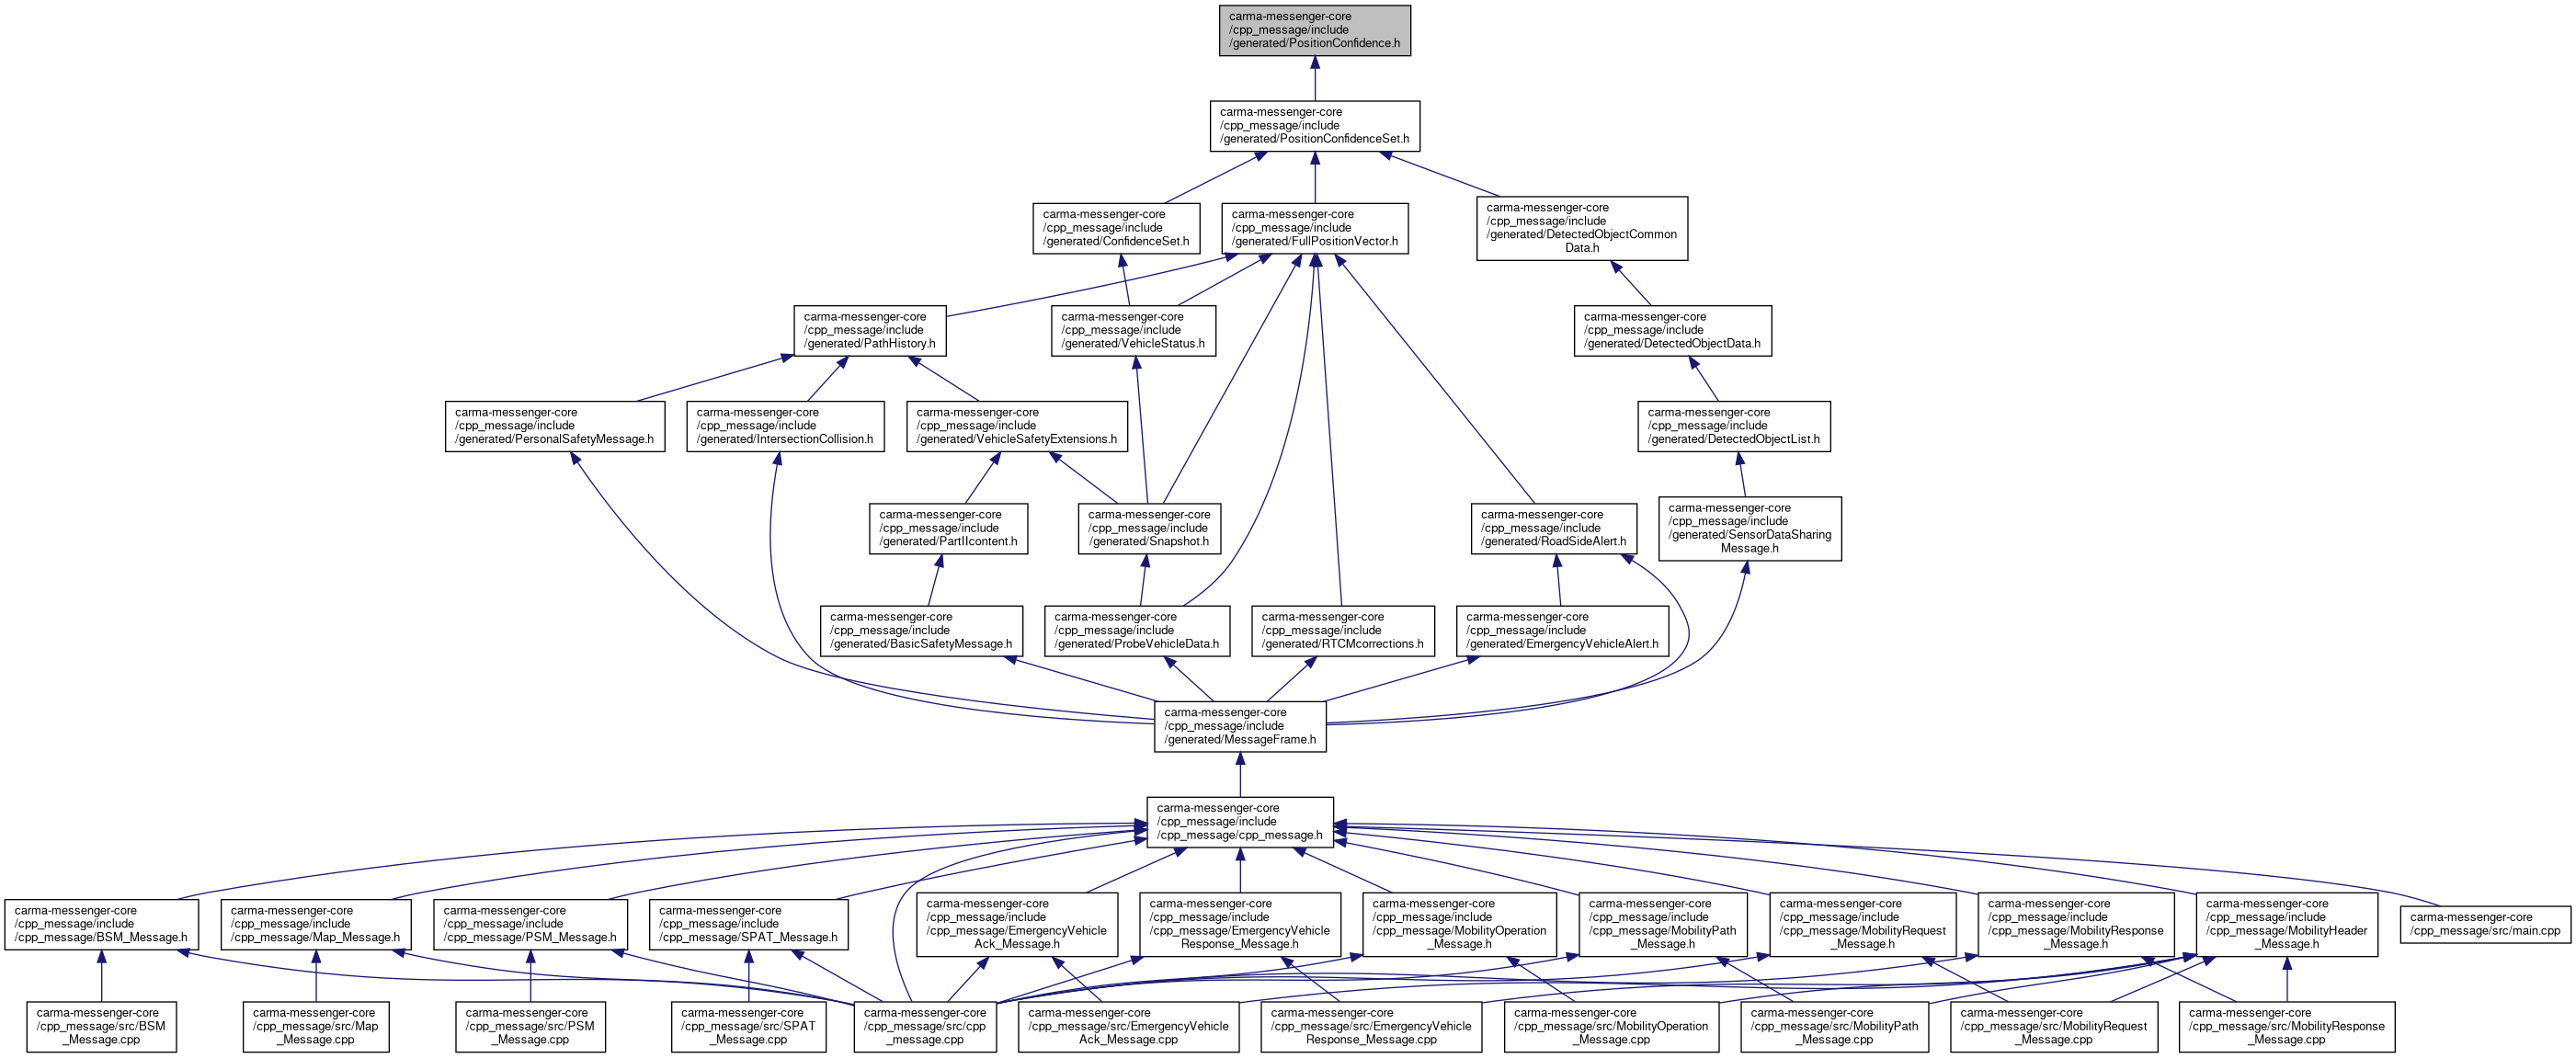 carma-messenger-core
/cpp_message/include
/generated/PositionConfidence.h
carma-messenger-core
/cpp_message/include
/generated/PositionConfidenceSet.h
carma-messenger-core
/cpp_message/include
/generated/ConfidenceSet.h
carma-messenger-core
/cpp_message/include
/generated/FullPositionVector.h
carma-messenger-core
/cpp_message/include
/generated/DetectedObjectCommon
Data.h
carma-messenger-core
/cpp_message/include
/generated/PathHistory.h
carma-messenger-core
/cpp_message/include
/generated/VehicleStatus.h
carma-messenger-core
/cpp_message/include
/generated/DetectedObjectData.h
carma-messenger-core
/cpp_message/include
/generated/PersonalSafetyMessage.h
carma-messenger-core
/cpp_message/include
/generated/IntersectionCollision.h
carma-messenger-core
/cpp_message/include
/generated/VehicleSafetyExtensions.h
carma-messenger-core
/cpp_message/include
/generated/DetectedObjectList.h
carma-messenger-core
/cpp_message/include
/generated/PartIIcontent.h
carma-messenger-core
/cpp_message/include
/generated/Snapshot.h
carma-messenger-core
/cpp_message/include
/generated/RoadSideAlert.h
carma-messenger-core
/cpp_message/include
/generated/SensorDataSharing
Message.h
carma-messenger-core
/cpp_message/include
/generated/BasicSafetyMessage.h
carma-messenger-core
/cpp_message/include
/generated/ProbeVehicleData.h
carma-messenger-core
/cpp_message/include
/generated/RTCMcorrections.h
carma-messenger-core
/cpp_message/include
/generated/EmergencyVehicleAlert.h
carma-messenger-core
/cpp_message/include
/generated/MessageFrame.h
carma-messenger-core
/cpp_message/include
/cpp_message/cpp_message.h
carma-messenger-core
/cpp_message/include
/cpp_message/BSM_Message.h
carma-messenger-core
/cpp_message/include
/cpp_message/Map_Message.h
carma-messenger-core
/cpp_message/include
/cpp_message/PSM_Message.h
carma-messenger-core
/cpp_message/include
/cpp_message/SPAT_Message.h
carma-messenger-core
/cpp_message/include
/cpp_message/EmergencyVehicle
Ack_Message.h
carma-messenger-core
/cpp_message/include
/cpp_message/EmergencyVehicle
Response_Message.h
carma-messenger-core
/cpp_message/include
/cpp_message/MobilityOperation
_Message.h
carma-messenger-core
/cpp_message/include
/cpp_message/MobilityPath
_Message.h
carma-messenger-core
/cpp_message/include
/cpp_message/MobilityRequest
_Message.h
carma-messenger-core
/cpp_message/include
/cpp_message/MobilityResponse
_Message.h
carma-messenger-core
/cpp_message/include
/cpp_message/MobilityHeader
_Message.h
carma-messenger-core
/cpp_message/src/main.cpp
carma-messenger-core
/cpp_message/src/BSM
_Message.cpp
carma-messenger-core
/cpp_message/src/Map
_Message.cpp
carma-messenger-core
/cpp_message/src/PSM
_Message.cpp
carma-messenger-core
/cpp_message/src/SPAT
_Message.cpp
carma-messenger-core
/cpp_message/src/cpp
_message.cpp
carma-messenger-core
/cpp_message/src/EmergencyVehicle
Ack_Message.cpp
carma-messenger-core
/cpp_message/src/EmergencyVehicle
Response_Message.cpp
carma-messenger-core
/cpp_message/src/MobilityOperation
_Message.cpp
carma-messenger-core
/cpp_message/src/MobilityPath
_Message.cpp
carma-messenger-core
/cpp_message/src/MobilityRequest
_Message.cpp
carma-messenger-core
/cpp_message/src/MobilityResponse
_Message.cpp